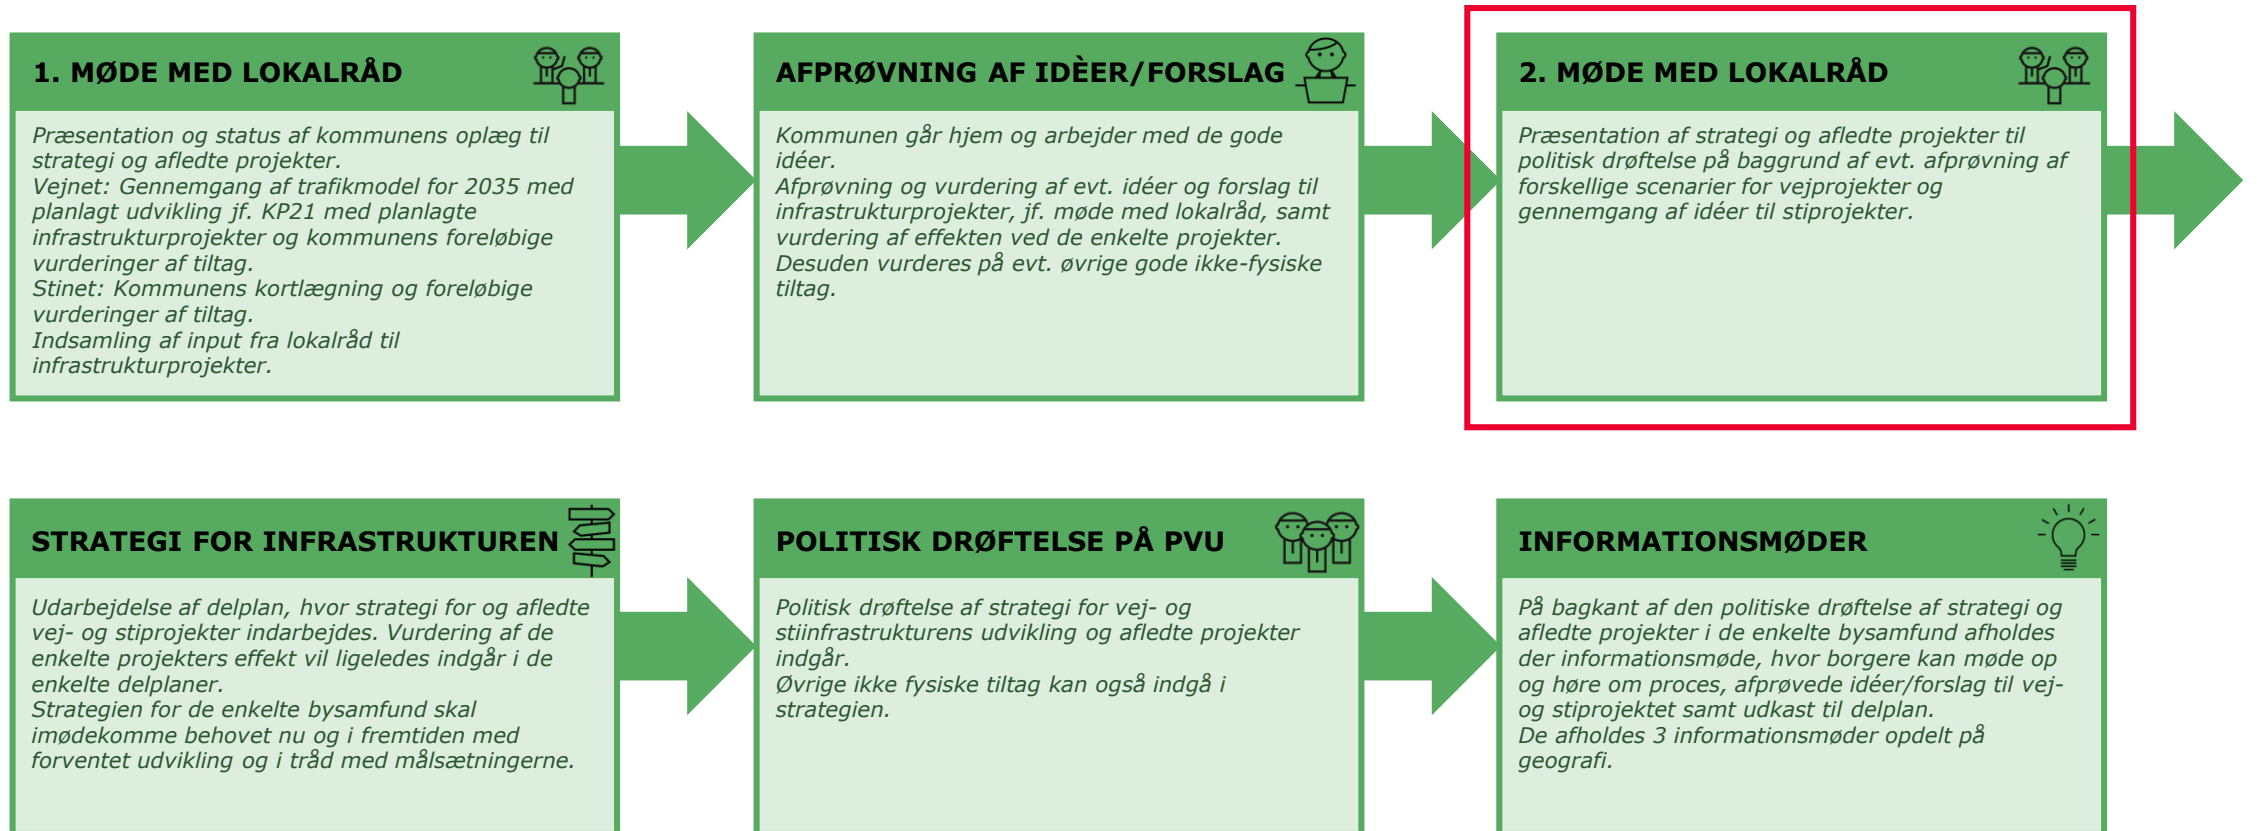 1. MØDE MED LOKALRÅD
Præsentation og status af kommunens oplæg til
strategi og afledte projekter.
Vejnet: Gennemgang af trafikmodel for 2035 med
planlagt udvikling jf. KP21 med planlagte
infrastrukturprojekter og kommunens foreløbige
vurderinger af tiltag.
Stinet: Kommunens kortlægning og foreløbige
vurderinger af tiltag.
Indsamling af input fra lokalråd til
infrastrukturprojekter.
AFPRØVNING AF IDÈER/FORSLAG
Kommunen går hjem og arbejder med de gode
idéer.
Afprøvning og vurdering af evt. idéer og forslag til
infrastrukturprojekter, jf. møde med lokalråd, samt
vurdering af effekten ved de enkelte projekter.
Desuden vurderes på evt. øvrige gode ikke-fysiske
tiltag.
2. MØDE MED LOKALRÅD
Præsentation af strategi og afledte projekter til
politisk drøftelse på baggrund af evt. afprøvning af
forskellige scenarier for vejprojekter og
gennemgang af idéer til stiprojekter.
STRATEGI FOR INFRASTRUKTUREN
Udarbejdelse af delplan, hvor strategi for og afledte
vej- og stiprojekter indarbejdes. Vurdering af de
enkelte projekters effekt vil ligeledes indgår i de
enkelte delplaner.
Strategien for de enkelte bysamfund skal
imødekomme behovet nu og i fremtiden med
forventet udvikling og i tråd med målsætningerne.
POLITISK DRØFTELSE PÅ PVU
Politisk drøftelse af strategi for vej- og
stiinfrastrukturens udvikling og afledte projekter
indgår.
Øvrige ikke fysiske tiltag kan også indgå i
strategien.
INFORMATIONSMØDER
På bagkant af den politiske drøftelse af strategi og
afledte projekter i de enkelte bysamfund afholdes
der informationsmøde, hvor borgere kan møde op
og høre om proces, afprøvede idéer/forslag til vej-
og stiprojektet samt udkast til delplan.
De afholdes 3 informationsmøder opdelt på
geografi.